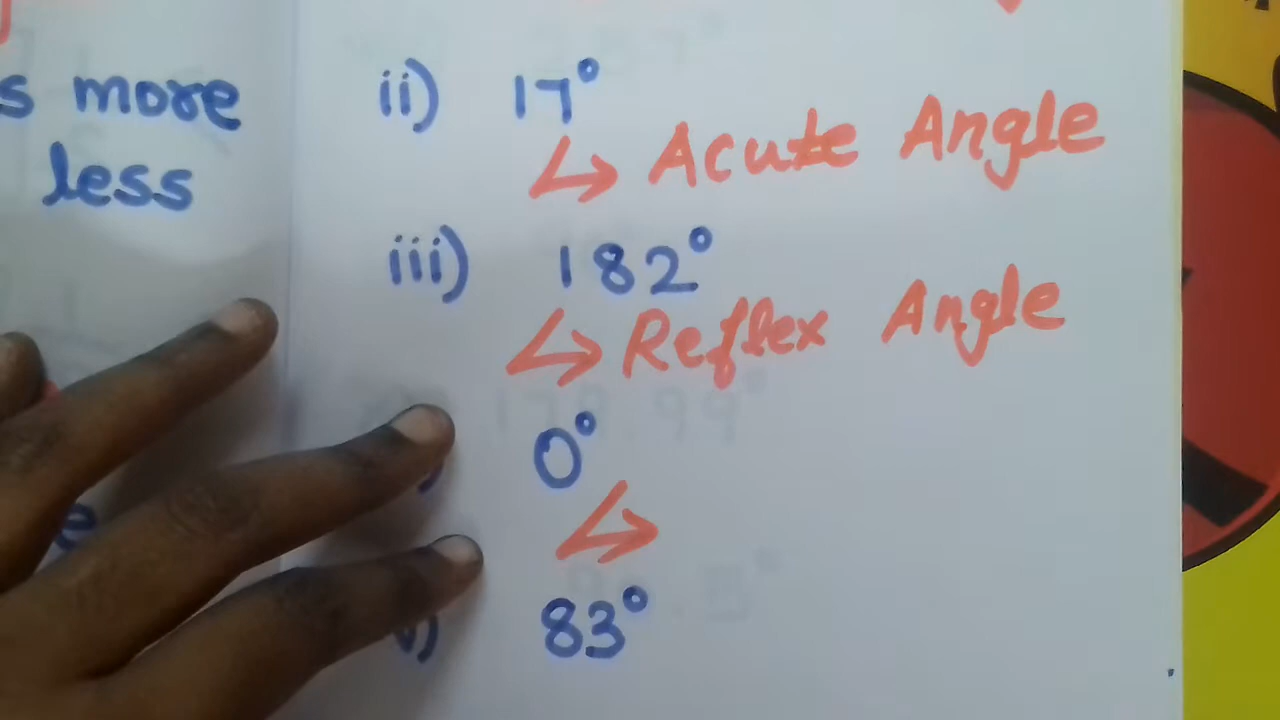 s more
less
ii) 17°
↳ Acute Angle
iii) 182°
↳ Reflex Angle
0°
↳
v) 83°